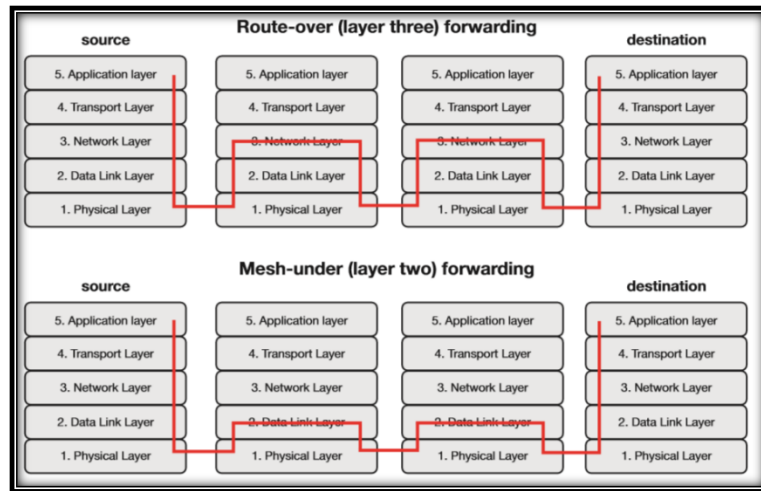 Route-over (layer three) forwarding
source
destination
5. Application layer
5. Application layer
5. Application layer
5. Application layer
4. Transport Layer
4. Transport Layer
4. Transport Layer
4. Transport Layer
3. Network Layer
3. Network Layer
3. Network Layer
3. Network Layer
2. Data Link Layer
2. Data Link Layer
2. Data Link Layer
2. Data Link Layer
1. Physical Layer
1. Physical Layer
1. Physical Layer
1. Physical Layer
Mesh-under (layer two) forwarding
source
destination
5. Application layer
5. Application layer
5. Application layer
5. Application layer
4. Transport Layer
4. Transport Layer
4. Transport Layer
4. Transport Layer
3. Network Layer
3. Network Layer
3. Network Layer
3. Network Layer
2. Data Link Layer
2. Data Link Layer
2. Data Link Layer
2. Data Link Layer
1. Physical Layer
1. Physical Layer
1. Physical Layer
1. Physical Layer